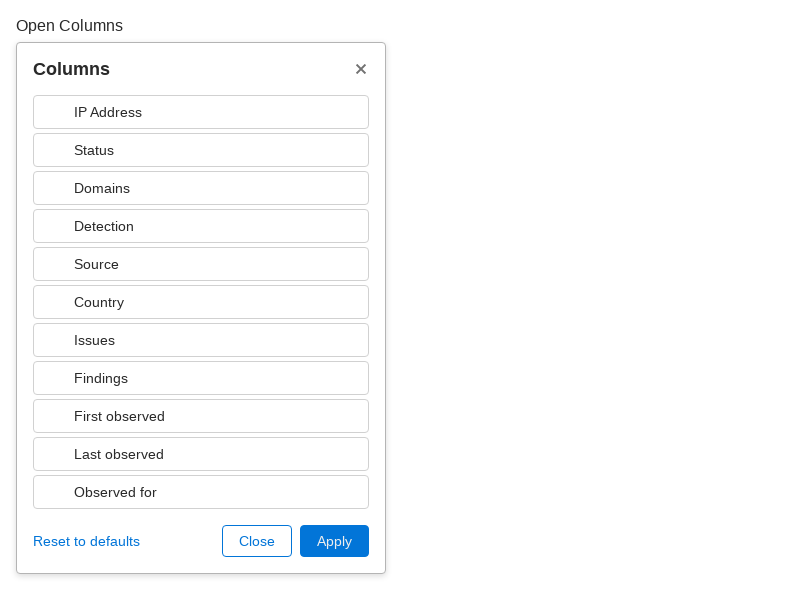 Open Columns
Columns
IP Address
Status
Domains
Detection
Source
Country
Issues
Findings
First observed
Last observed
Observed for
Reset to defaults
Close
Apply